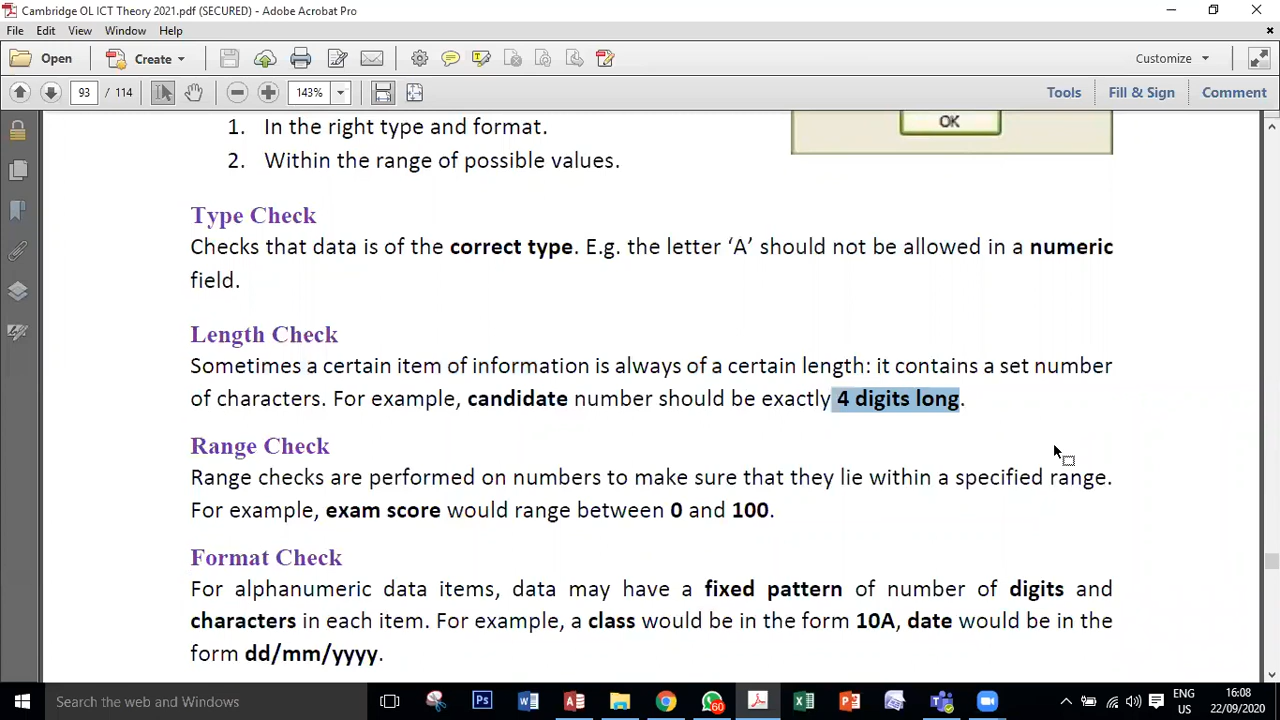 Cambridge OL ICT Theory 2021.pdf (SECURED) - Adobe Acrobat Pro
File Edit View Window Help
Open Create Customize
93 / 114 143% Tools Fill & Sign Comment
1. In the right type and format.
OK
2. Within the range of possible values.
Type Check
Checks that data is of the correct type. E.g. the letter ‘A’ should not be allowed in a numeric
field.
Length Check
Sometimes a certain item of information is always of a certain length: it contains a set number
of characters. For example, candidate number should be exactly 4 digits long.
Range Check
Range checks are performed on numbers to make sure that they lie within a specified range.
For example, exam score would range between 0 and 100.
Format Check
For alphanumeric data items, data may have a fixed pattern of number of digits and
characters in each item. For example, a class would be in the form 10A, date would be in the
form dd/mm/yyyy.
Search the web and Windows
60
ENG
US
16:08
22/09/2020